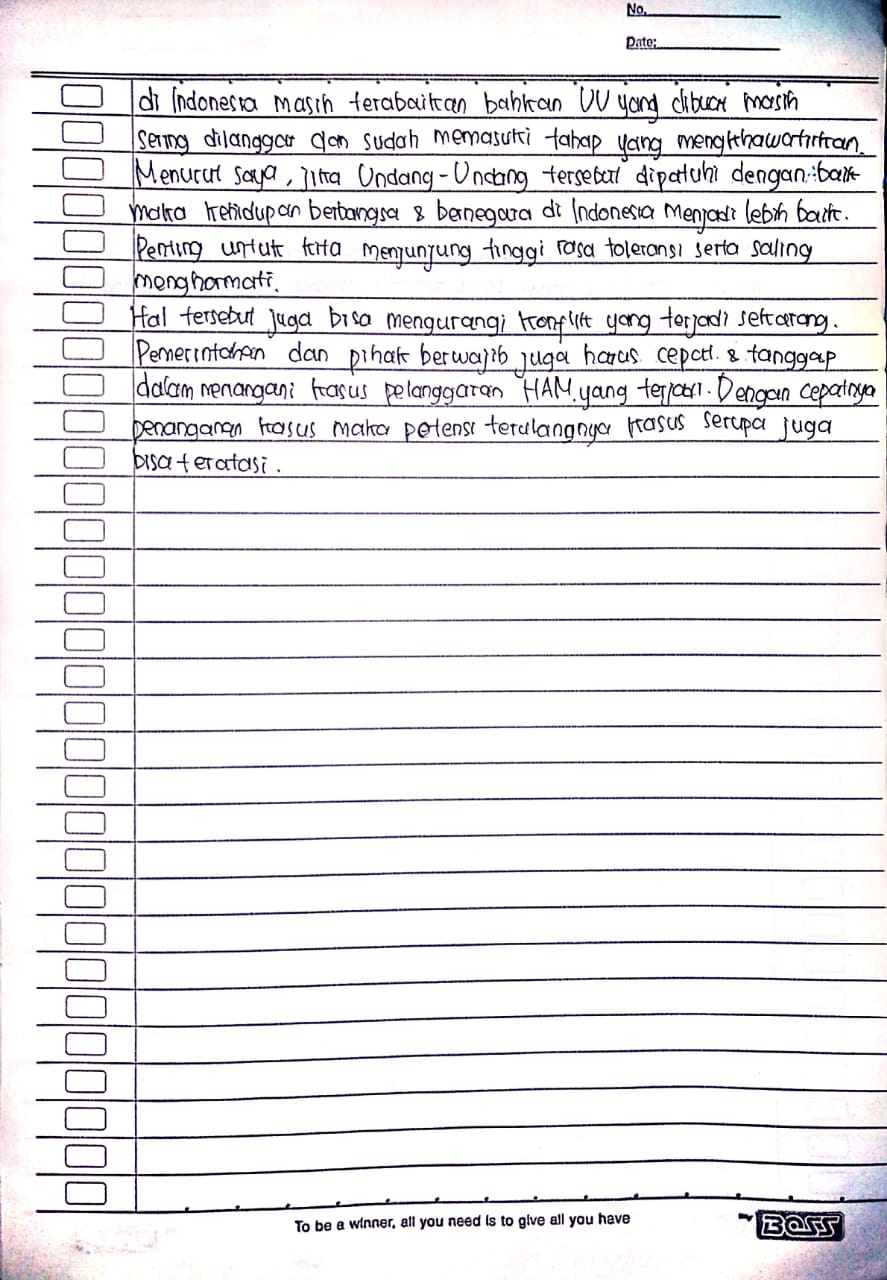 No.
Date:
di Indonesia masih terabaikan bahkan UU yang dibuat masih
sering dilanggar dan sudah memasuki tahap yang mengkhawatirkan.
Menurut saya, jika Undang-Undang tersebut dipatuhi dengan baik
maka kehidupan berbangsa & bernegara di Indonesia Menjadi lebih baik.
Penting untuk kita menjunjung tinggi rasa toleransi serta saling
menghormati.
Hal tersebut juga bisa mengurangi konflik yang terjadi sekarang.
Pemerintahan dan pihak berwajib juga harus cepat & tanggap
dalam menangani kasus pelanggaran HAM yang terjadi. Dengan cepatnya
penanganan kasus maka potensi terulangnya kasus serupa juga
bisa teratasi.
To be a winner, all you need is to give all you have
BOSS